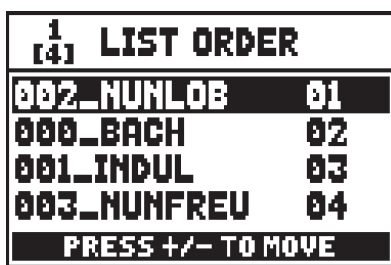 1
[4] LIST ORDER
002_NUNLOB 01
000_BACH 02
001_INDUL 03
003_NUNFREU 04
PRESS +/- TO MOVE